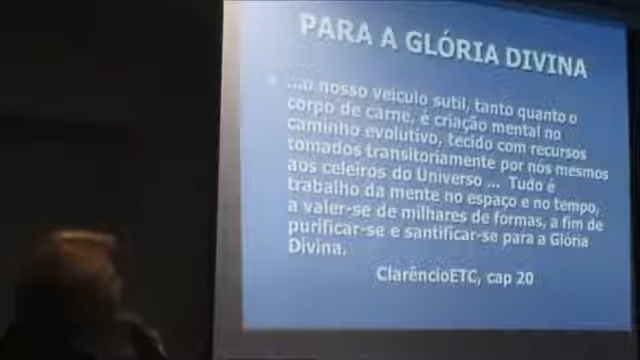 PARA A GLÓRIA DIVINA
...o nosso veículo sutil, tanto quanto o
corpo de carne, é criação mental no
caminho evolutivo, tecido com recursos
tomados transitoriamente por nós mesmos
aos celeiros do Universo ... Tudo é
trabalho da mente no espaço e no tempo,
a valer-se de milhares de formas, a fim de
purificar-se e santificar-se para a Glória
Divina.
ClarêncioETC, cap 20